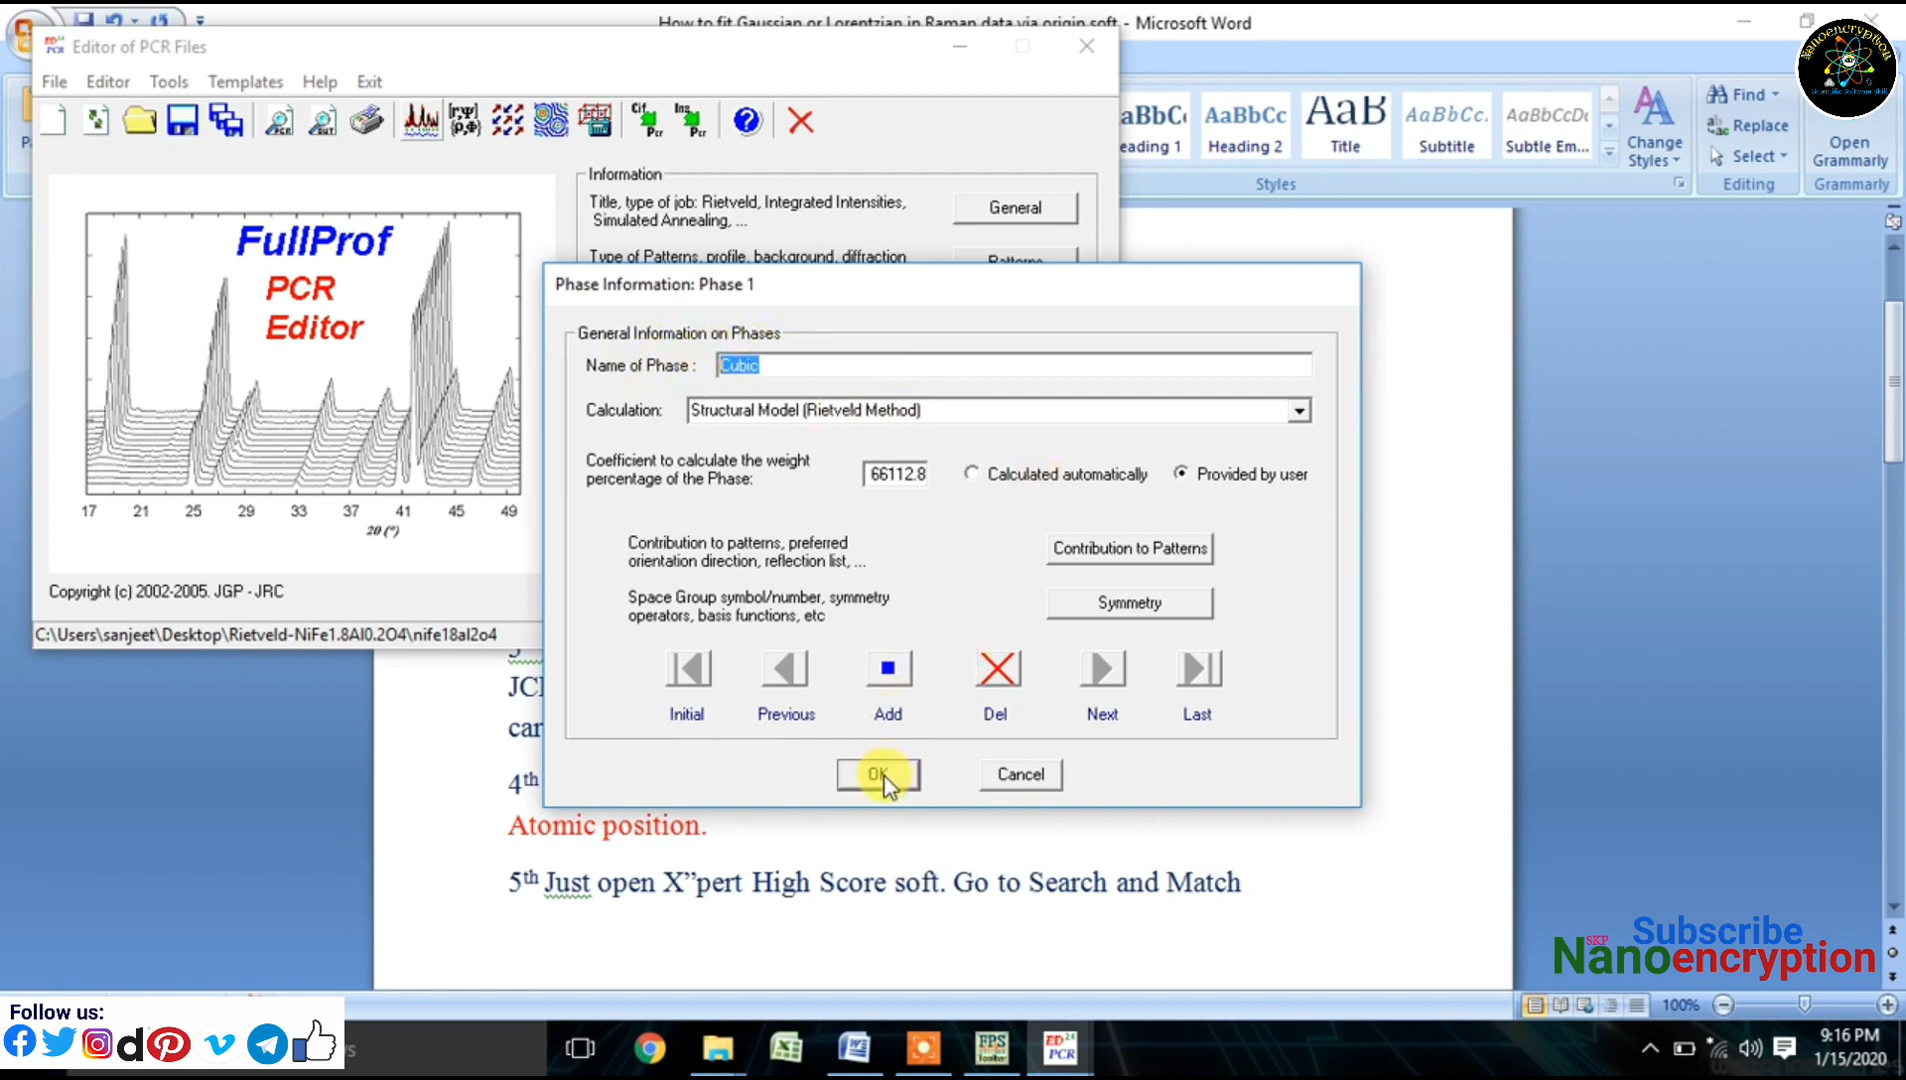 How to fit Gaussian or Lorentzian in Raman data via origin soft. - Microsoft Word
Nanoencryption
Scientific Software Skill
Editor of PCR Files
File Editor Tools Templates Help Exit
Information
Title, type of job: Rietveld, Integrated Intensities,
Simulated Annealing, ...
General
Type of Patterns, profile, background, diffraction
Patterns
FullProf
PCR
Editor
17 21 25 29 33 37 41 45 49
2θ (°)
Copyright (c) 2002-2005. JGP - JRC
C:\Users\sanjeet\Desktop\Rietveld-NiFe1.8Al0.2O4\nife18al2o4
aBbC AaBbCc AaB AaBbCc. AaBbCcDc
eading 1 Heading 2 Title Subtitle Subtle Em...
Change
Styles
Styles
Find
Replace
Select
Editing
Open
Grammarly
Grammarly
Phase Information: Phase 1
General Information on Phases
Name of Phase : Cubic
Calculation: Structural Model (Rietveld Method)
Coefficient to calculate the weight
percentage of the Phase:
66112.8
Calculated automatically
Provided by user
Contribution to patterns, preferred
orientation direction, reflection list, ...
Contribution to Patterns
Space Group symbol/number, symmetry
operators, basis functions, etc
Symmetry
Initial Previous Add Del Next Last
OK Cancel
JC
car
4th
Atomic position.
5th Just open X”pert High Score soft. Go to Search and Match
Subscribe
SKP
Nanoencryption
Follow us:
100%
9:16 PM
1/15/2020